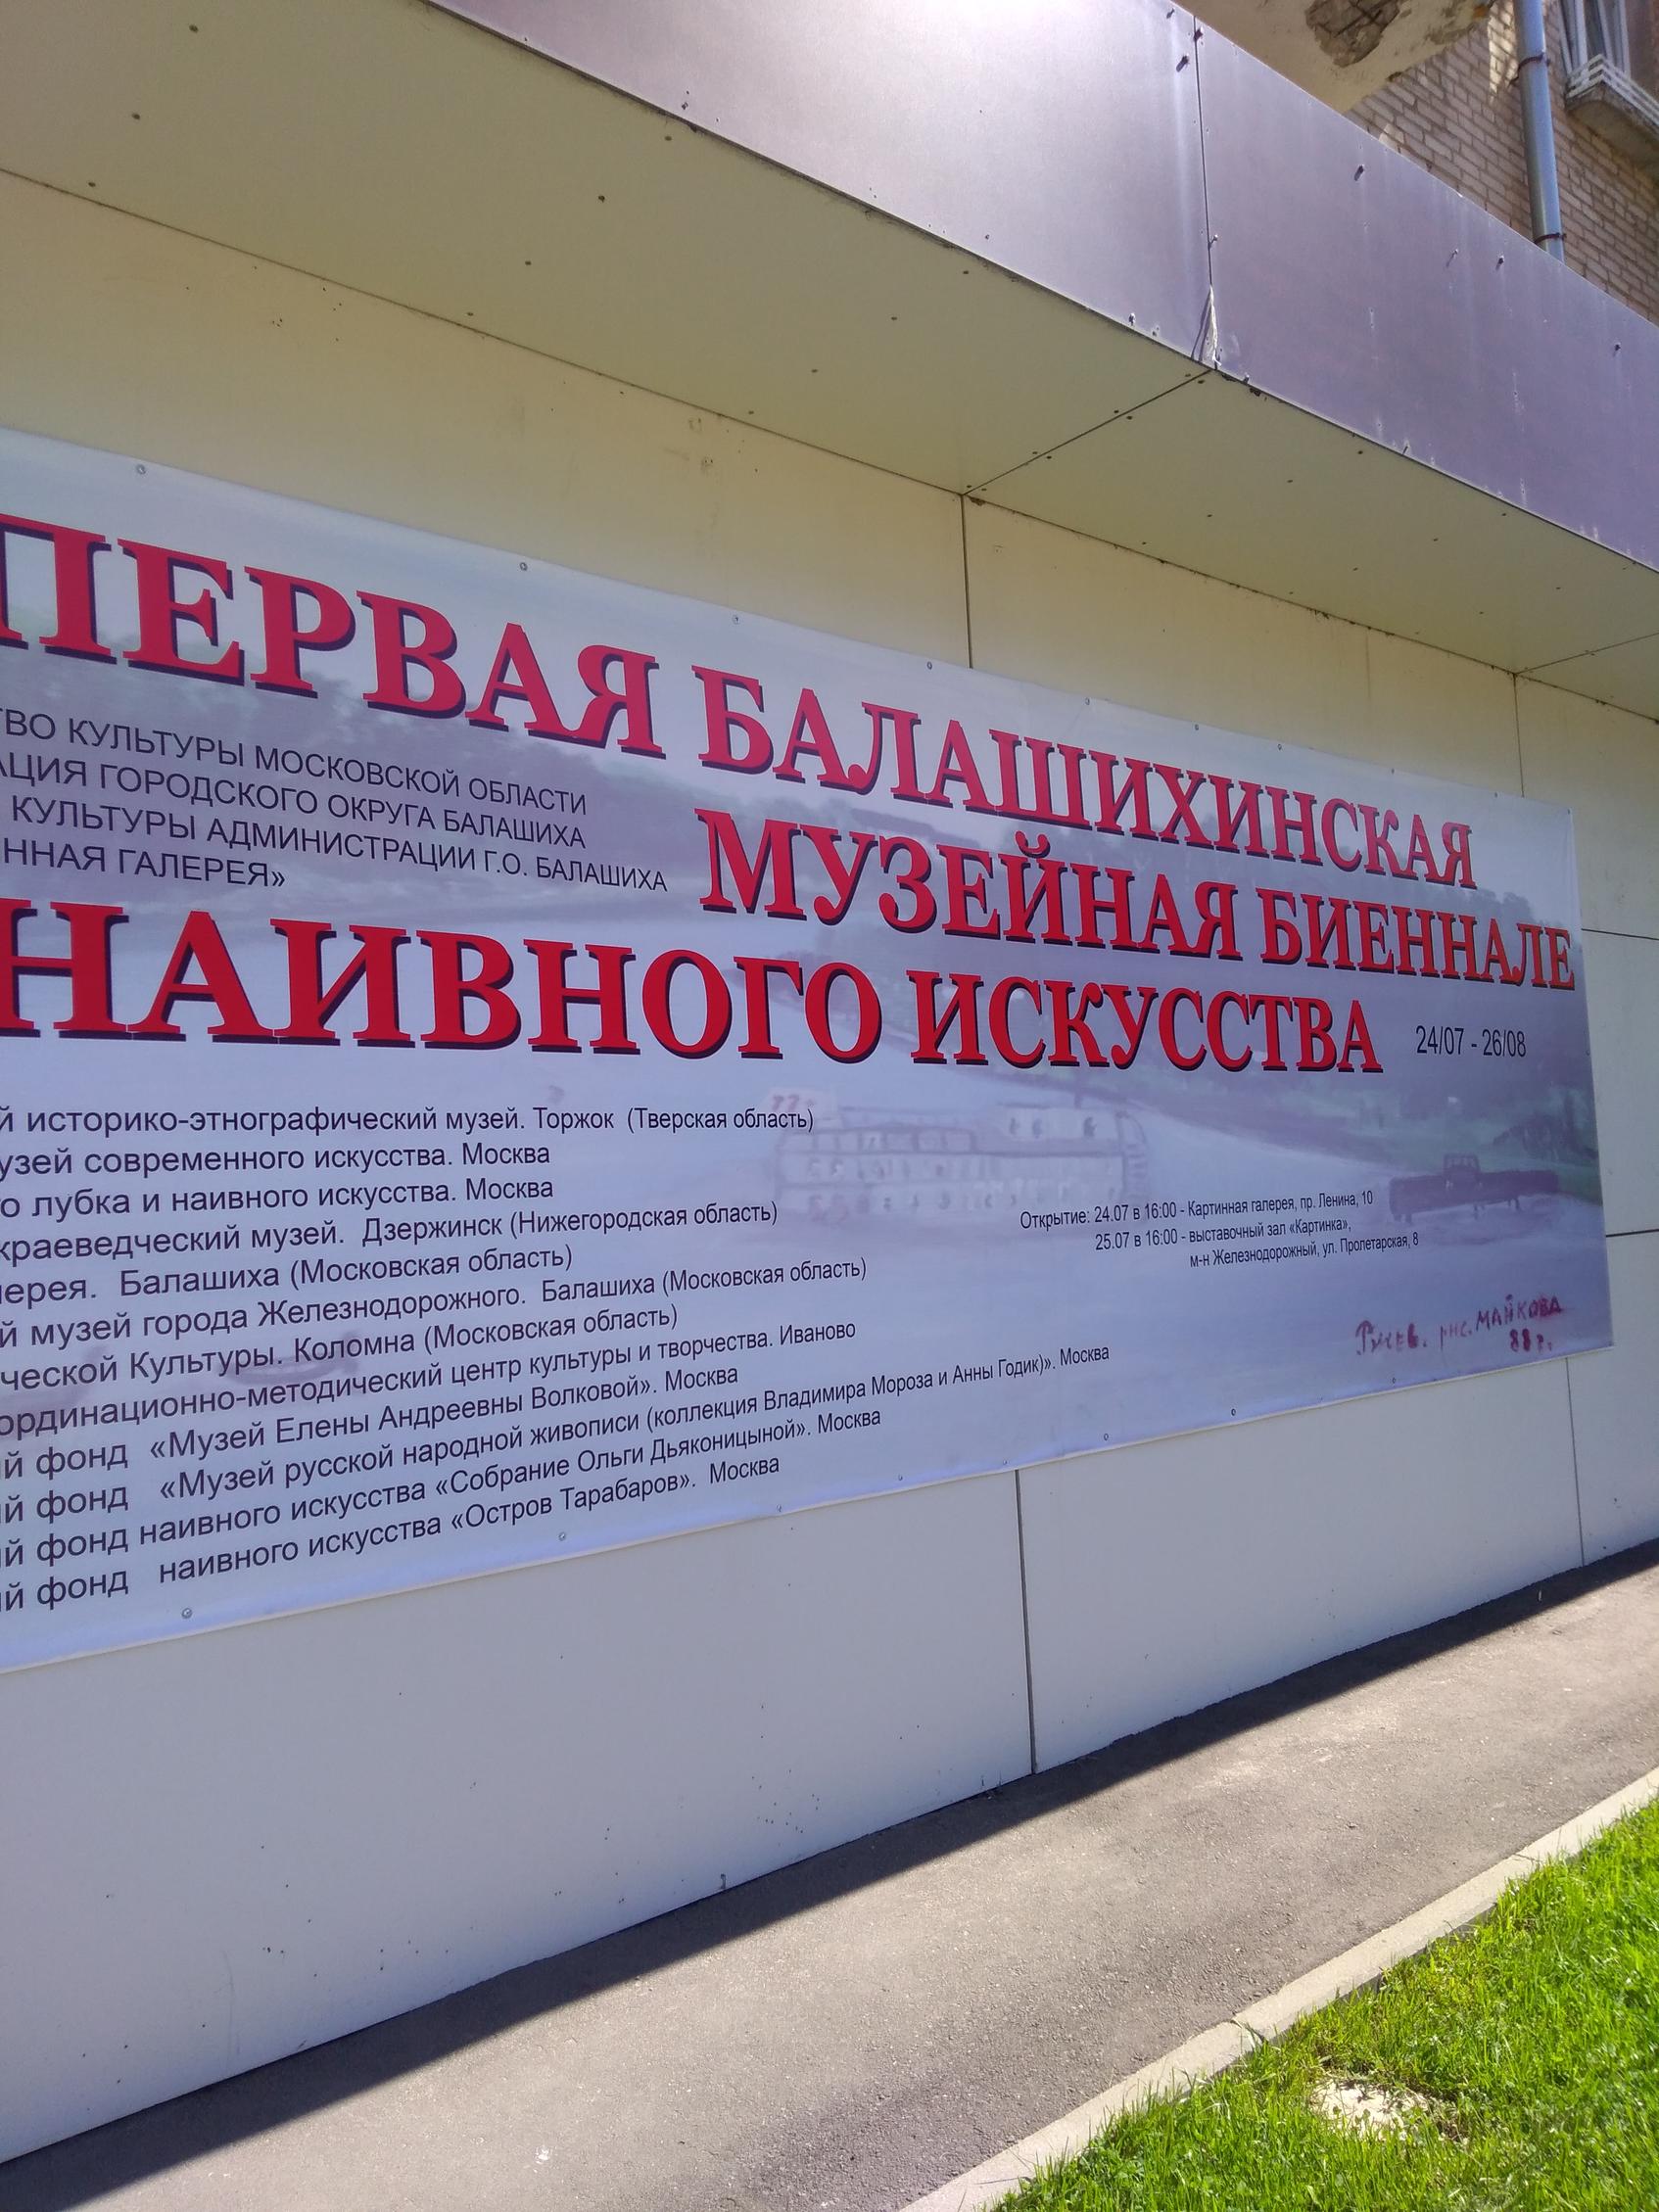 ПЕРВАЯ БАЛАШИХИНСКАЯ
МУЗЕЙНАЯ БИЕННАЛЕ
ТВО КУЛЬТУРЫ МОСКОВСКОЙ ОБЛАСТИ
АЦИЯ ГОРОДСКОГО ОКРУГА БАЛАШИХА
КУЛЬТУРЫ АДМИНИСТРАЦИИ Г.О. БАЛАШИХА
ННАЯ ГАЛЕРЕЯ»
НАИВНОГО ИСКУССТВА
24/07 - 26/08
й историко-этнографический музей. Торжок (Тверская область)
узей современного искусства. Москва
о лубка и наивного искусства. Москва
краеведческий музей. Дзержинск (Нижегородская область)
лерея. Балашиха (Московская область)
й музей города Железнодорожного. Балашиха (Московская область)
ческой Культуры. Коломна (Московская область)
ординационно-методический центр культуры и творчества. Иваново
ий фонд «Музей Елены Андреевны Волковой». Москва
ий фонд «Музей русской народной живописи (коллекция Владимира Мороза и Анны Годик)». Москва
ий фонд наивного искусства «Собрание Ольги Дьяконицыной». Москва
ий фонд наивного искусства «Остров Тарабаров». Москва
Открытие: 24.07 в 16:00 - Картинная галерея, пр. Ленина, 10
25.07 в 16:00 - выставочный зал «Картинка»,
м-н Железнодорожный, ул. Пролетарская, 8
рис. МАЙКОВА
88 г.